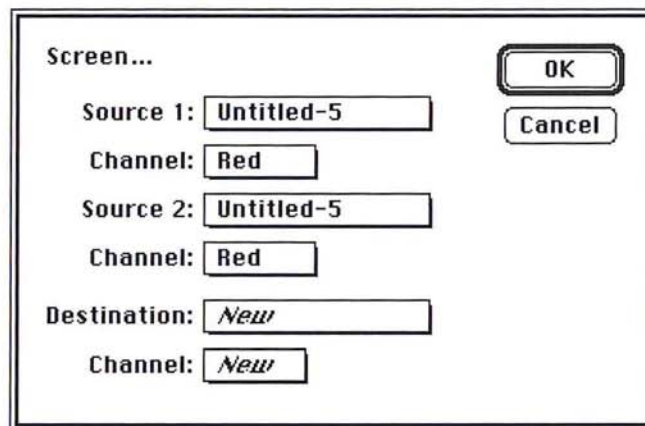 Screen...
OK
Source 1: Untitled-5
Cancel
Channel: Red
Source 2: Untitled-5
Channel: Red
Destination: New
Channel: New